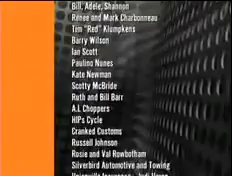 Bill, Adele, Shannon
Renee and Mark Charbonneau
Tim "Red" Klumpkens
Barry Wilson
Ian Scott
Paulino Nunes
Kate Newman
Scotty McBride
Ruth and Bill Barr
A.I. Choppers
HIPs Cycle
Cranked Customs
Russell Johnson
Rosie and Val Rowbotham
Silverbird Automotive and Towing